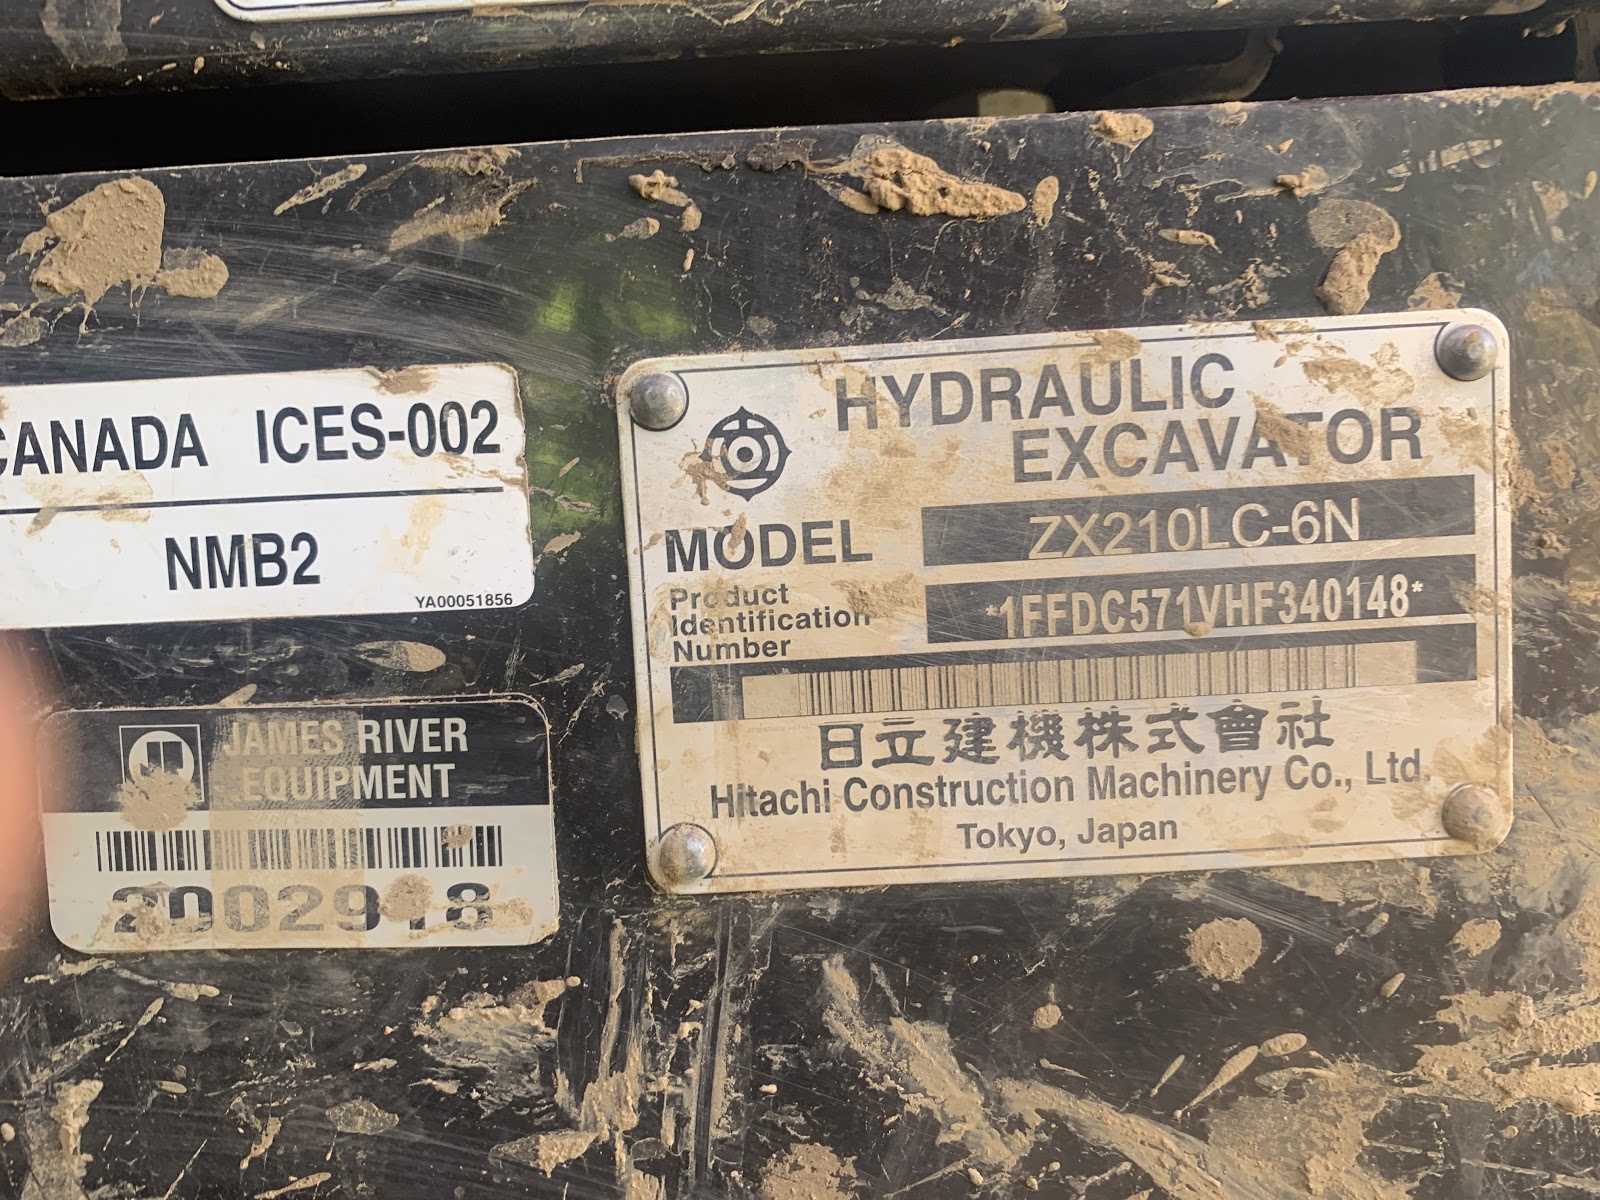 CANADA ICES-002
NMB2
YA00051856
JAMES RIVER
EQUIPMENT
HYDRAULIC
EXCAVATOR
MODEL ZX210LC-6N
Product
Identification
Number
*1FFDC571VHF340148*
日立建機株式會社
Hitachi Construction Machinery Co., Ltd.
Tokyo, Japan